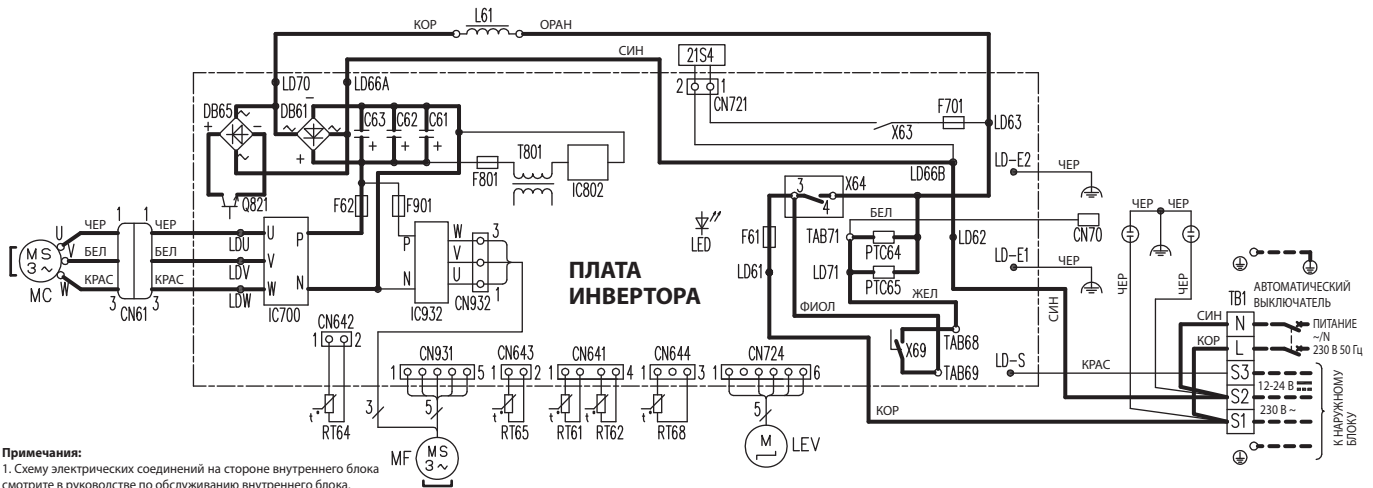 L61
КОР
ОРАН
СИН
21S4
2
1
CN721
LD70
LD66A
DB65
DB61
C63
C62
C61
F701
X63
LD63
T801
F801
IC802
LD66B
LD-E2
ЧЕР
Q821
F62
F901
3
X64
4
БЕЛ
LED
F61
TAB71
PTC64
CN70
LD61
LD71
PTC65
LD62
LD-E1
ЧЕР
ЧЕР
ЧЕР
ЧЕР
ЧЕР
U
ЧЕР
1
1
ЧЕР
LDU
U
P
V
БЕЛ
БЕЛ
LDV
V
MS
3~
W
КРАС
3
3
КРАС
LDW
W
N
MC
CN61
IC700
P
N
IC932
W
V
U
3
1
CN932
ПЛАТА
ИНВЕРТОРА
ФИОЛ
ЖЕЛ
СИН
X69
TAB68
TAB69
LD-S
КРАС
TB1
АВТОМАТИЧЕСКИЙ
ВЫКЛЮЧАТЕЛЬ
СИН
N
ПИТАНИЕ
~/N
КОР
L
230 В 50 Гц
S3
12-24 В
S2
230 В ~
S1
К НАРУЖНОМУ
БЛОКУ
CN642
1
2
CN931
1
5
CN643
1
2
CN641
1
4
CN644
1
3
CN724
1
6
КОР
t°
RT64
3
5
t°
RT65
t°
RT61
t°
RT62
t°
RT68
5
MF
MS
3~
M
LEV
Примечания:
1. Схему электрических соединений на стороне внутреннего блока
смотрите в руководстве по обслуживанию внутреннего блока.